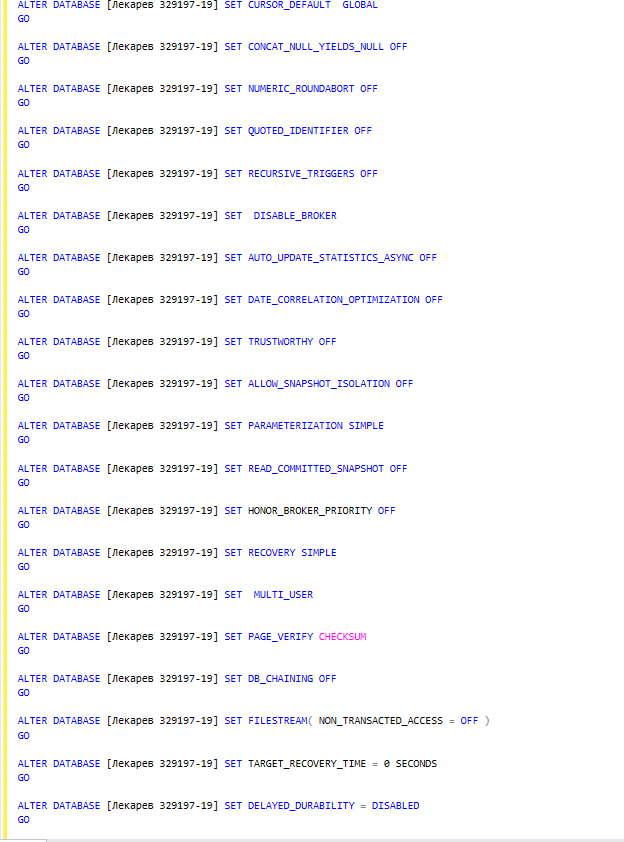 ALTER DATABASE [Лекарев 329197-19] SET CURSOR_DEFAULT  GLOBAL
GO
ALTER DATABASE [Лекарев 329197-19] SET CONCAT_NULL_YIELDS_NULL OFF
GO
ALTER DATABASE [Лекарев 329197-19] SET NUMERIC_ROUNDABORT OFF
GO
ALTER DATABASE [Лекарев 329197-19] SET QUOTED_IDENTIFIER OFF
GO
ALTER DATABASE [Лекарев 329197-19] SET RECURSIVE_TRIGGERS OFF
GO
ALTER DATABASE [Лекарев 329197-19] SET  DISABLE_BROKER
GO
ALTER DATABASE [Лекарев 329197-19] SET AUTO_UPDATE_STATISTICS_ASYNC OFF
GO
ALTER DATABASE [Лекарев 329197-19] SET DATE_CORRELATION_OPTIMIZATION OFF
GO
ALTER DATABASE [Лекарев 329197-19] SET TRUSTWORTHY OFF
GO
ALTER DATABASE [Лекарев 329197-19] SET ALLOW_SNAPSHOT_ISOLATION OFF
GO
ALTER DATABASE [Лекарев 329197-19] SET PARAMETERIZATION SIMPLE
GO
ALTER DATABASE [Лекарев 329197-19] SET READ_COMMITTED_SNAPSHOT OFF
GO
ALTER DATABASE [Лекарев 329197-19] SET HONOR_BROKER_PRIORITY OFF
GO
ALTER DATABASE [Лекарев 329197-19] SET RECOVERY SIMPLE
GO
ALTER DATABASE [Лекарев 329197-19] SET  MULTI_USER
GO
ALTER DATABASE [Лекарев 329197-19] SET PAGE_VERIFY CHECKSUM
GO
ALTER DATABASE [Лекарев 329197-19] SET DB_CHAINING OFF
GO
ALTER DATABASE [Лекарев 329197-19] SET FILESTREAM( NON_TRANSACTED_ACCESS = OFF )
GO
ALTER DATABASE [Лекарев 329197-19] SET TARGET_RECOVERY_TIME = 0 SECONDS
GO
ALTER DATABASE [Лекарев 329197-19] SET DELAYED_DURABILITY = DISABLED
GO